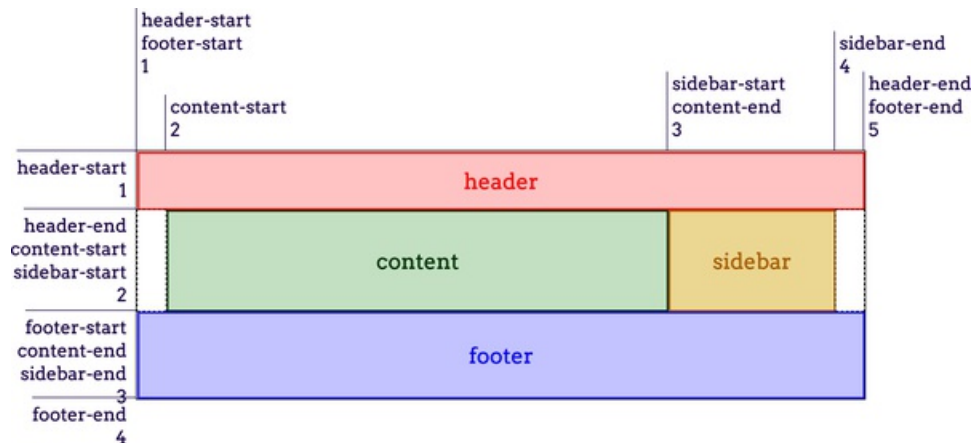 header-start
footer-start
1
content-start
2
sidebar-start
content-end
3
sidebar-end
4
header-end
footer-end
5
header-start
1
header
header-end
content-start
sidebar-start
2
content
sidebar
footer-start
content-end
sidebar-end
3
footer
footer-end
4